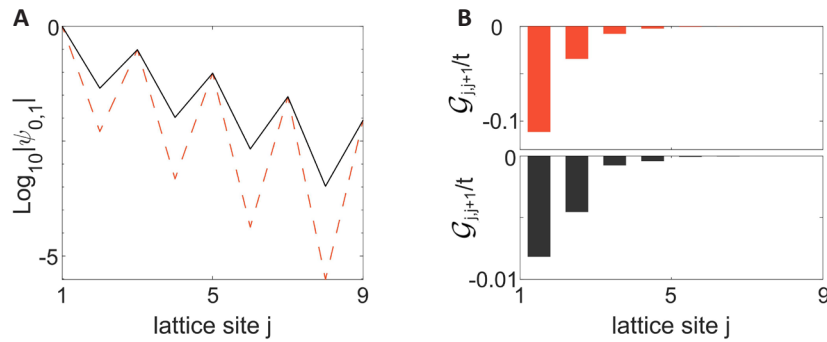 A
0
-5
Log₁₀|ψ₀,₁|
1
5
9
lattice site j
B
0
-0.1
𝒢ⱼ,ⱼ₊₁/t
0
-0.01
𝒢ⱼ,ⱼ₊₁/t
1
5
9
lattice site j